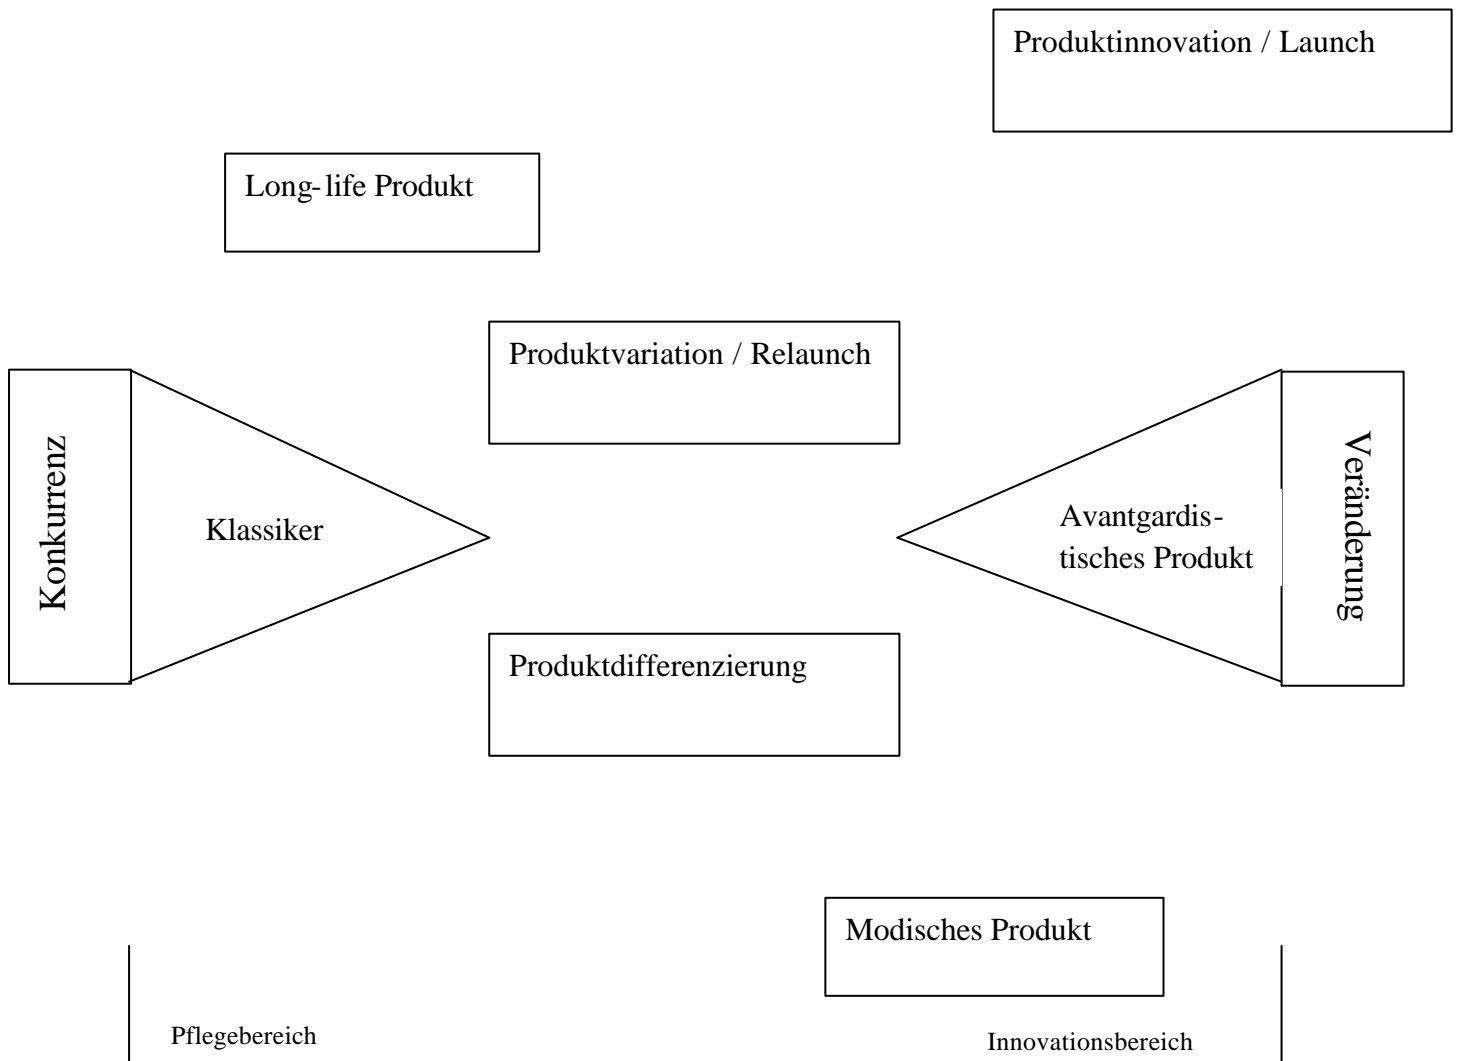 Produktinnovation / Launch
Long-life Produkt
Produktvariation / Relaunch
Konkurrenz
Klassiker
Avantgardis-
tisches Produkt
Veränderung
Produktdifferenzierung
Modisches Produkt
Pflegebereich
Innovationsbereich